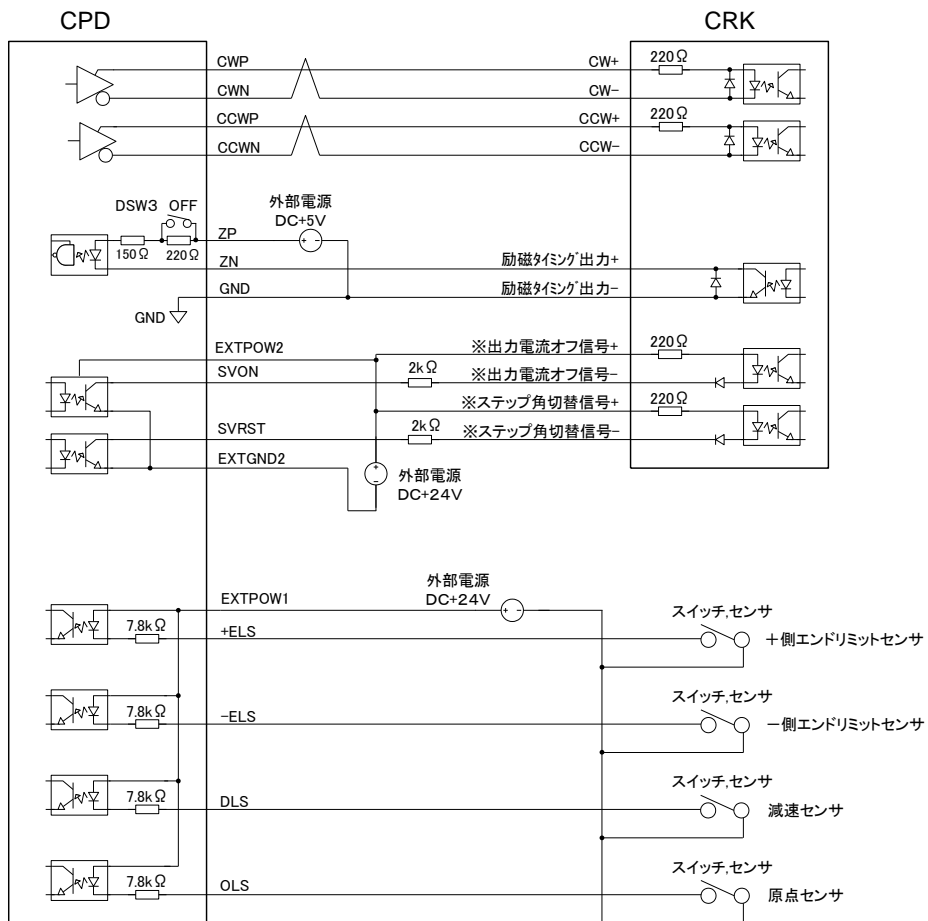 CPD
CRK
CWP
CW+
220Ω
CWN
CW-
CCWP
CCW+
220Ω
CCWN
CCW-
DSW3 OFF
外部電源
DC+5V
150Ω
220Ω
ZP
ZN
励磁ﾀｲﾐﾝｸﾞ出力+
GND
励磁ﾀｲﾐﾝｸﾞ出力-
GND
EXTPOW2
※出力電流オフ信号+
220Ω
SVON
2kΩ
※出力電流オフ信号-
※ステップ角切替信号+
220Ω
SVRST
2kΩ
※ステップ角切替信号-
EXTGND2
外部電源
DC+24V
EXTPOW1
外部電源
DC+24V
7.8kΩ
+ELS
スイッチ,センサ
+側エンドリミットセンサ
7.8kΩ
-ELS
スイッチ,センサ
-側エンドリミットセンサ
7.8kΩ
DLS
スイッチ,センサ
減速センサ
7.8kΩ
OLS
スイッチ,センサ
原点センサ